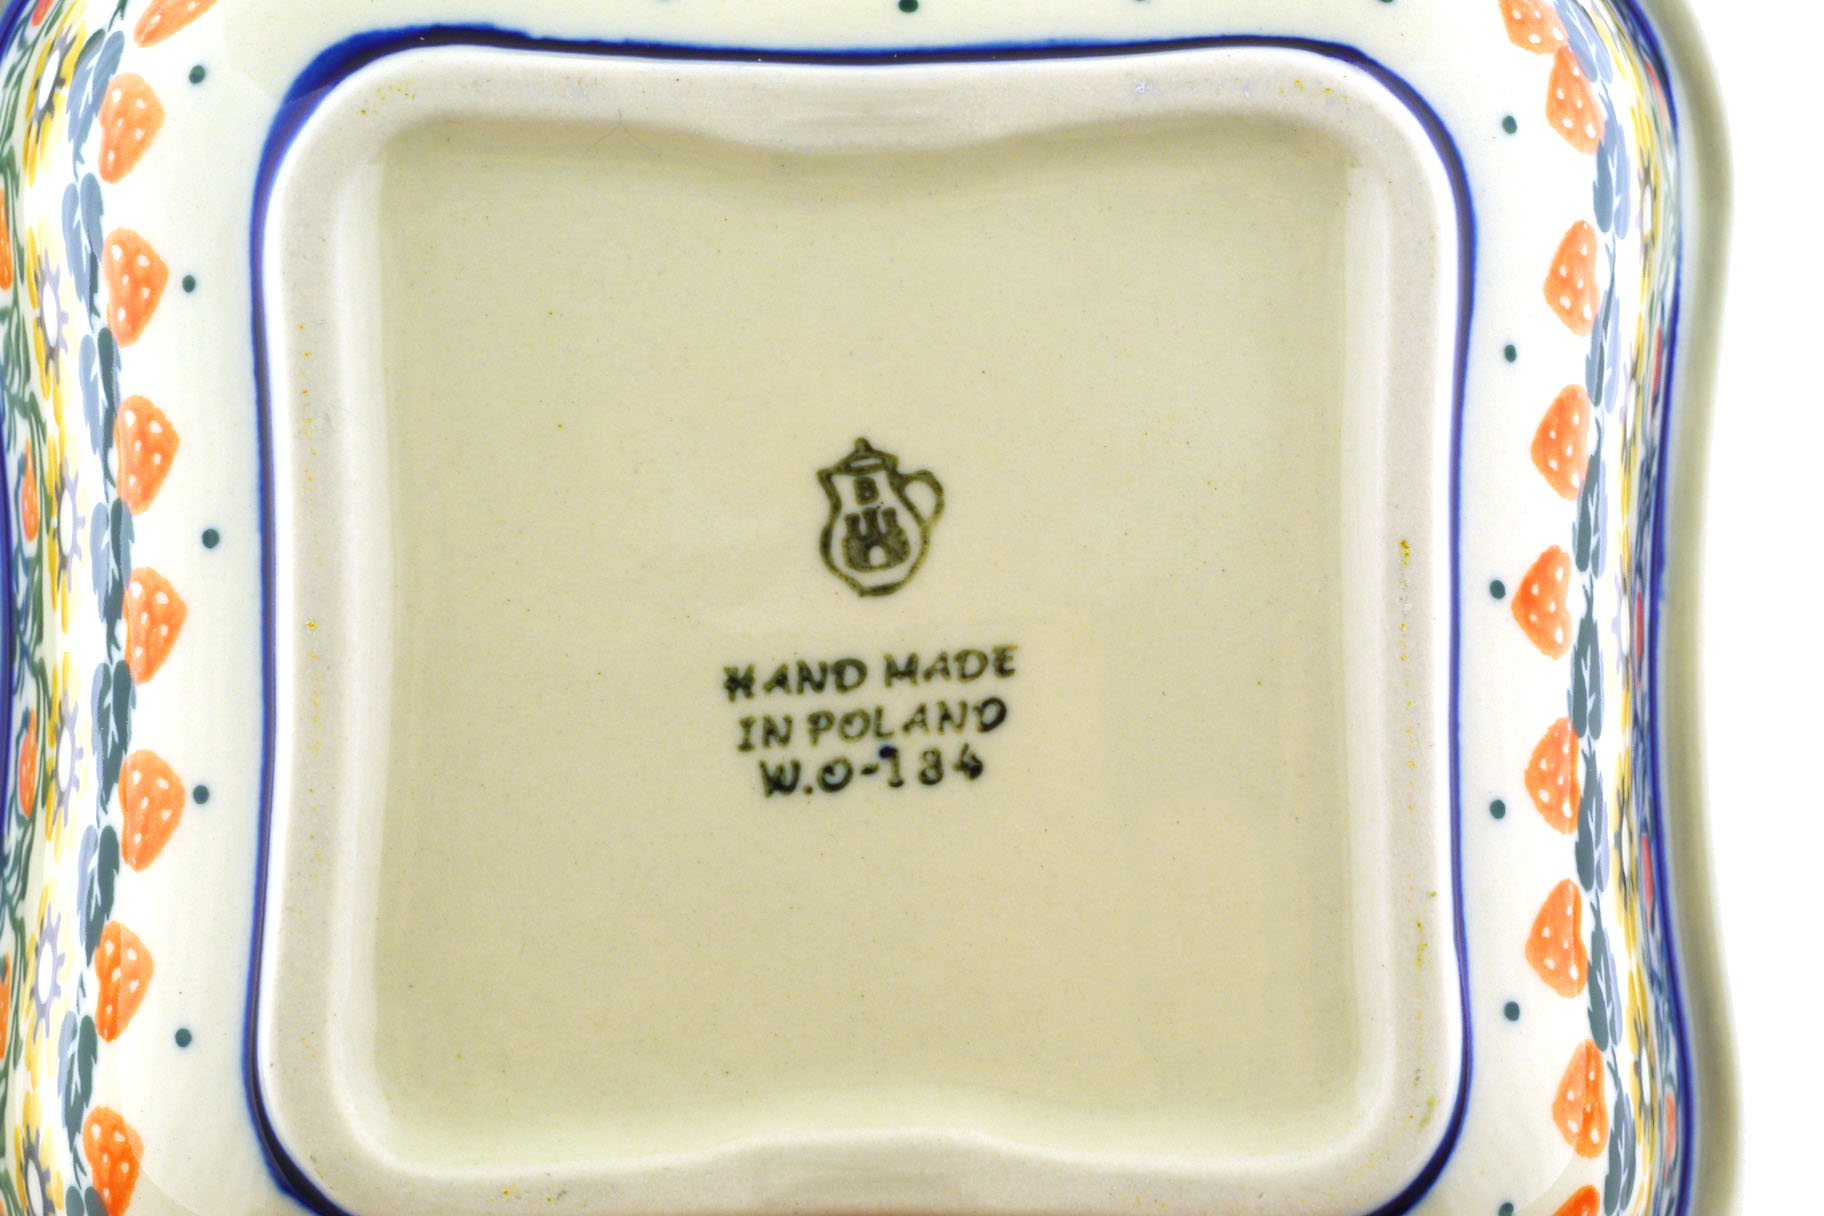 B
HAND MADE
IN POLAND
W.O-184